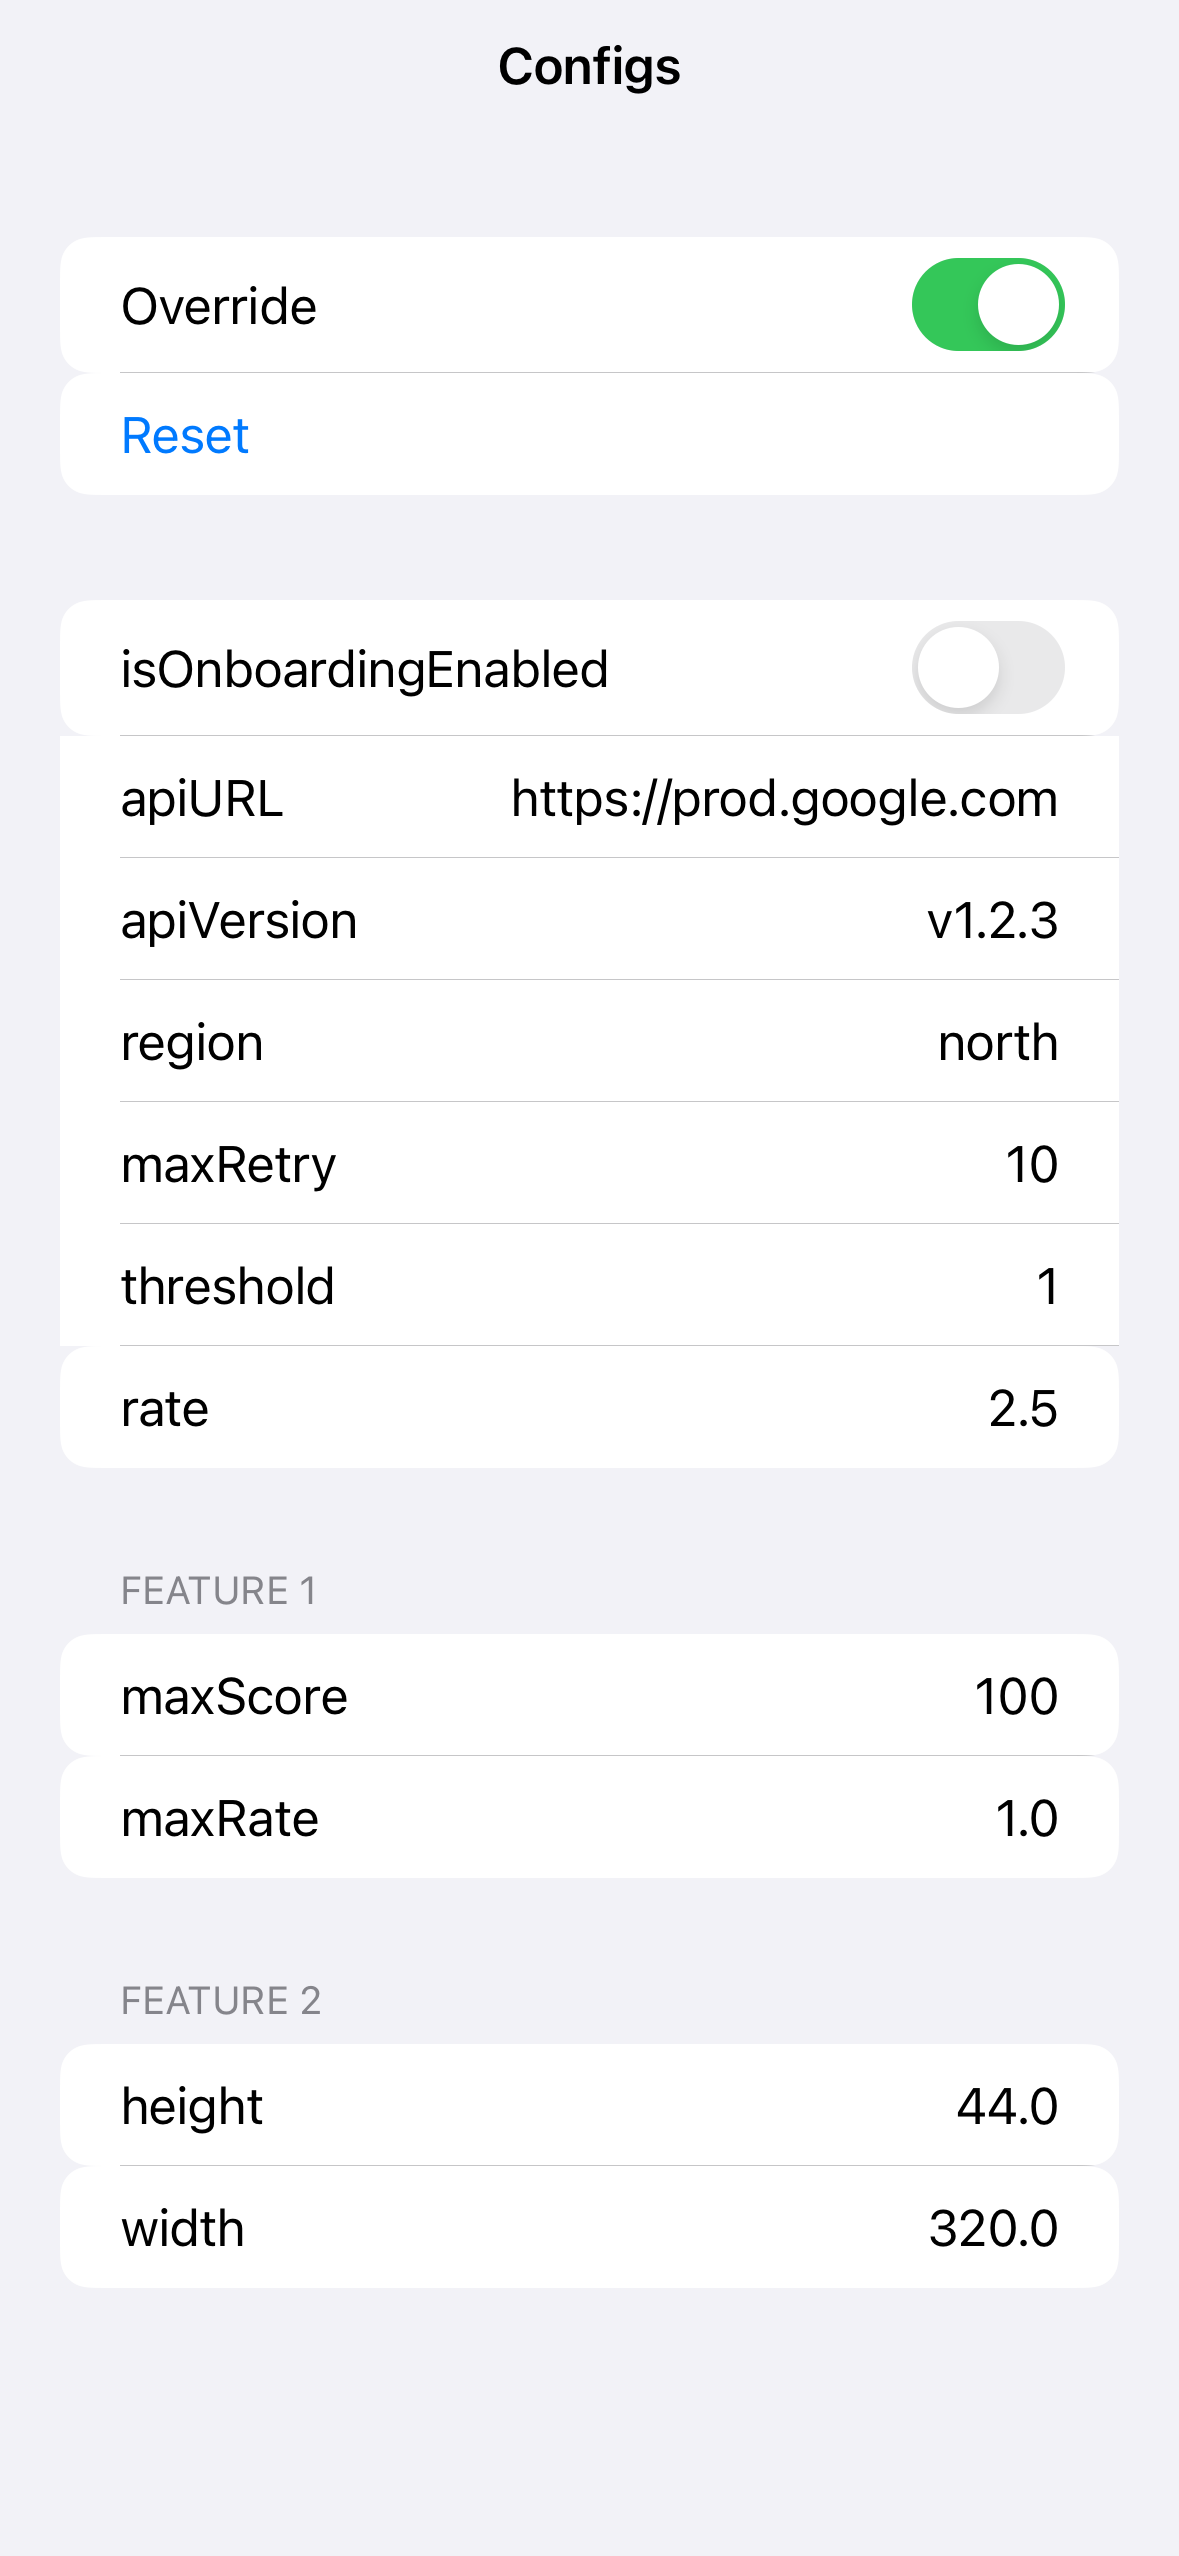 Configs
Override
Reset
isOnboardingEnabled
apiURL https://prod.google.com
apiVersion v1.2.3
region north
maxRetry 10
threshold 1
rate 2.5
FEATURE 1
maxScore 100
maxRate 1.0
FEATURE 2
height 44.0
width 320.0